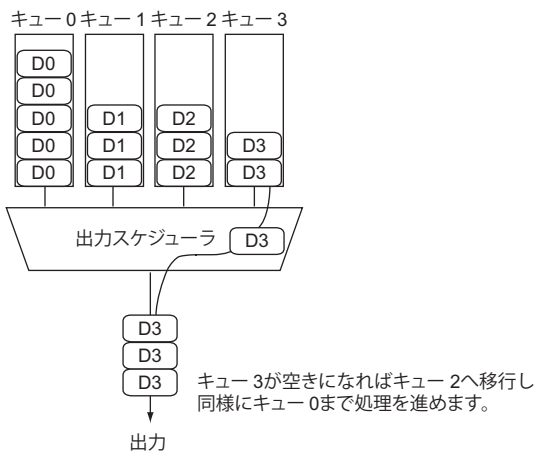 キュー 0 キュー 1 キュー 2 キュー 3
D0
D0
D0 D1 D2
D0 D1 D2 D3
D0 D1 D2 D3
出力スケジューラ D3
D3
D3
D3
キュー 3が空きになればキュー 2へ移行し
同様にキュー 0まで処理を進めます。
出力